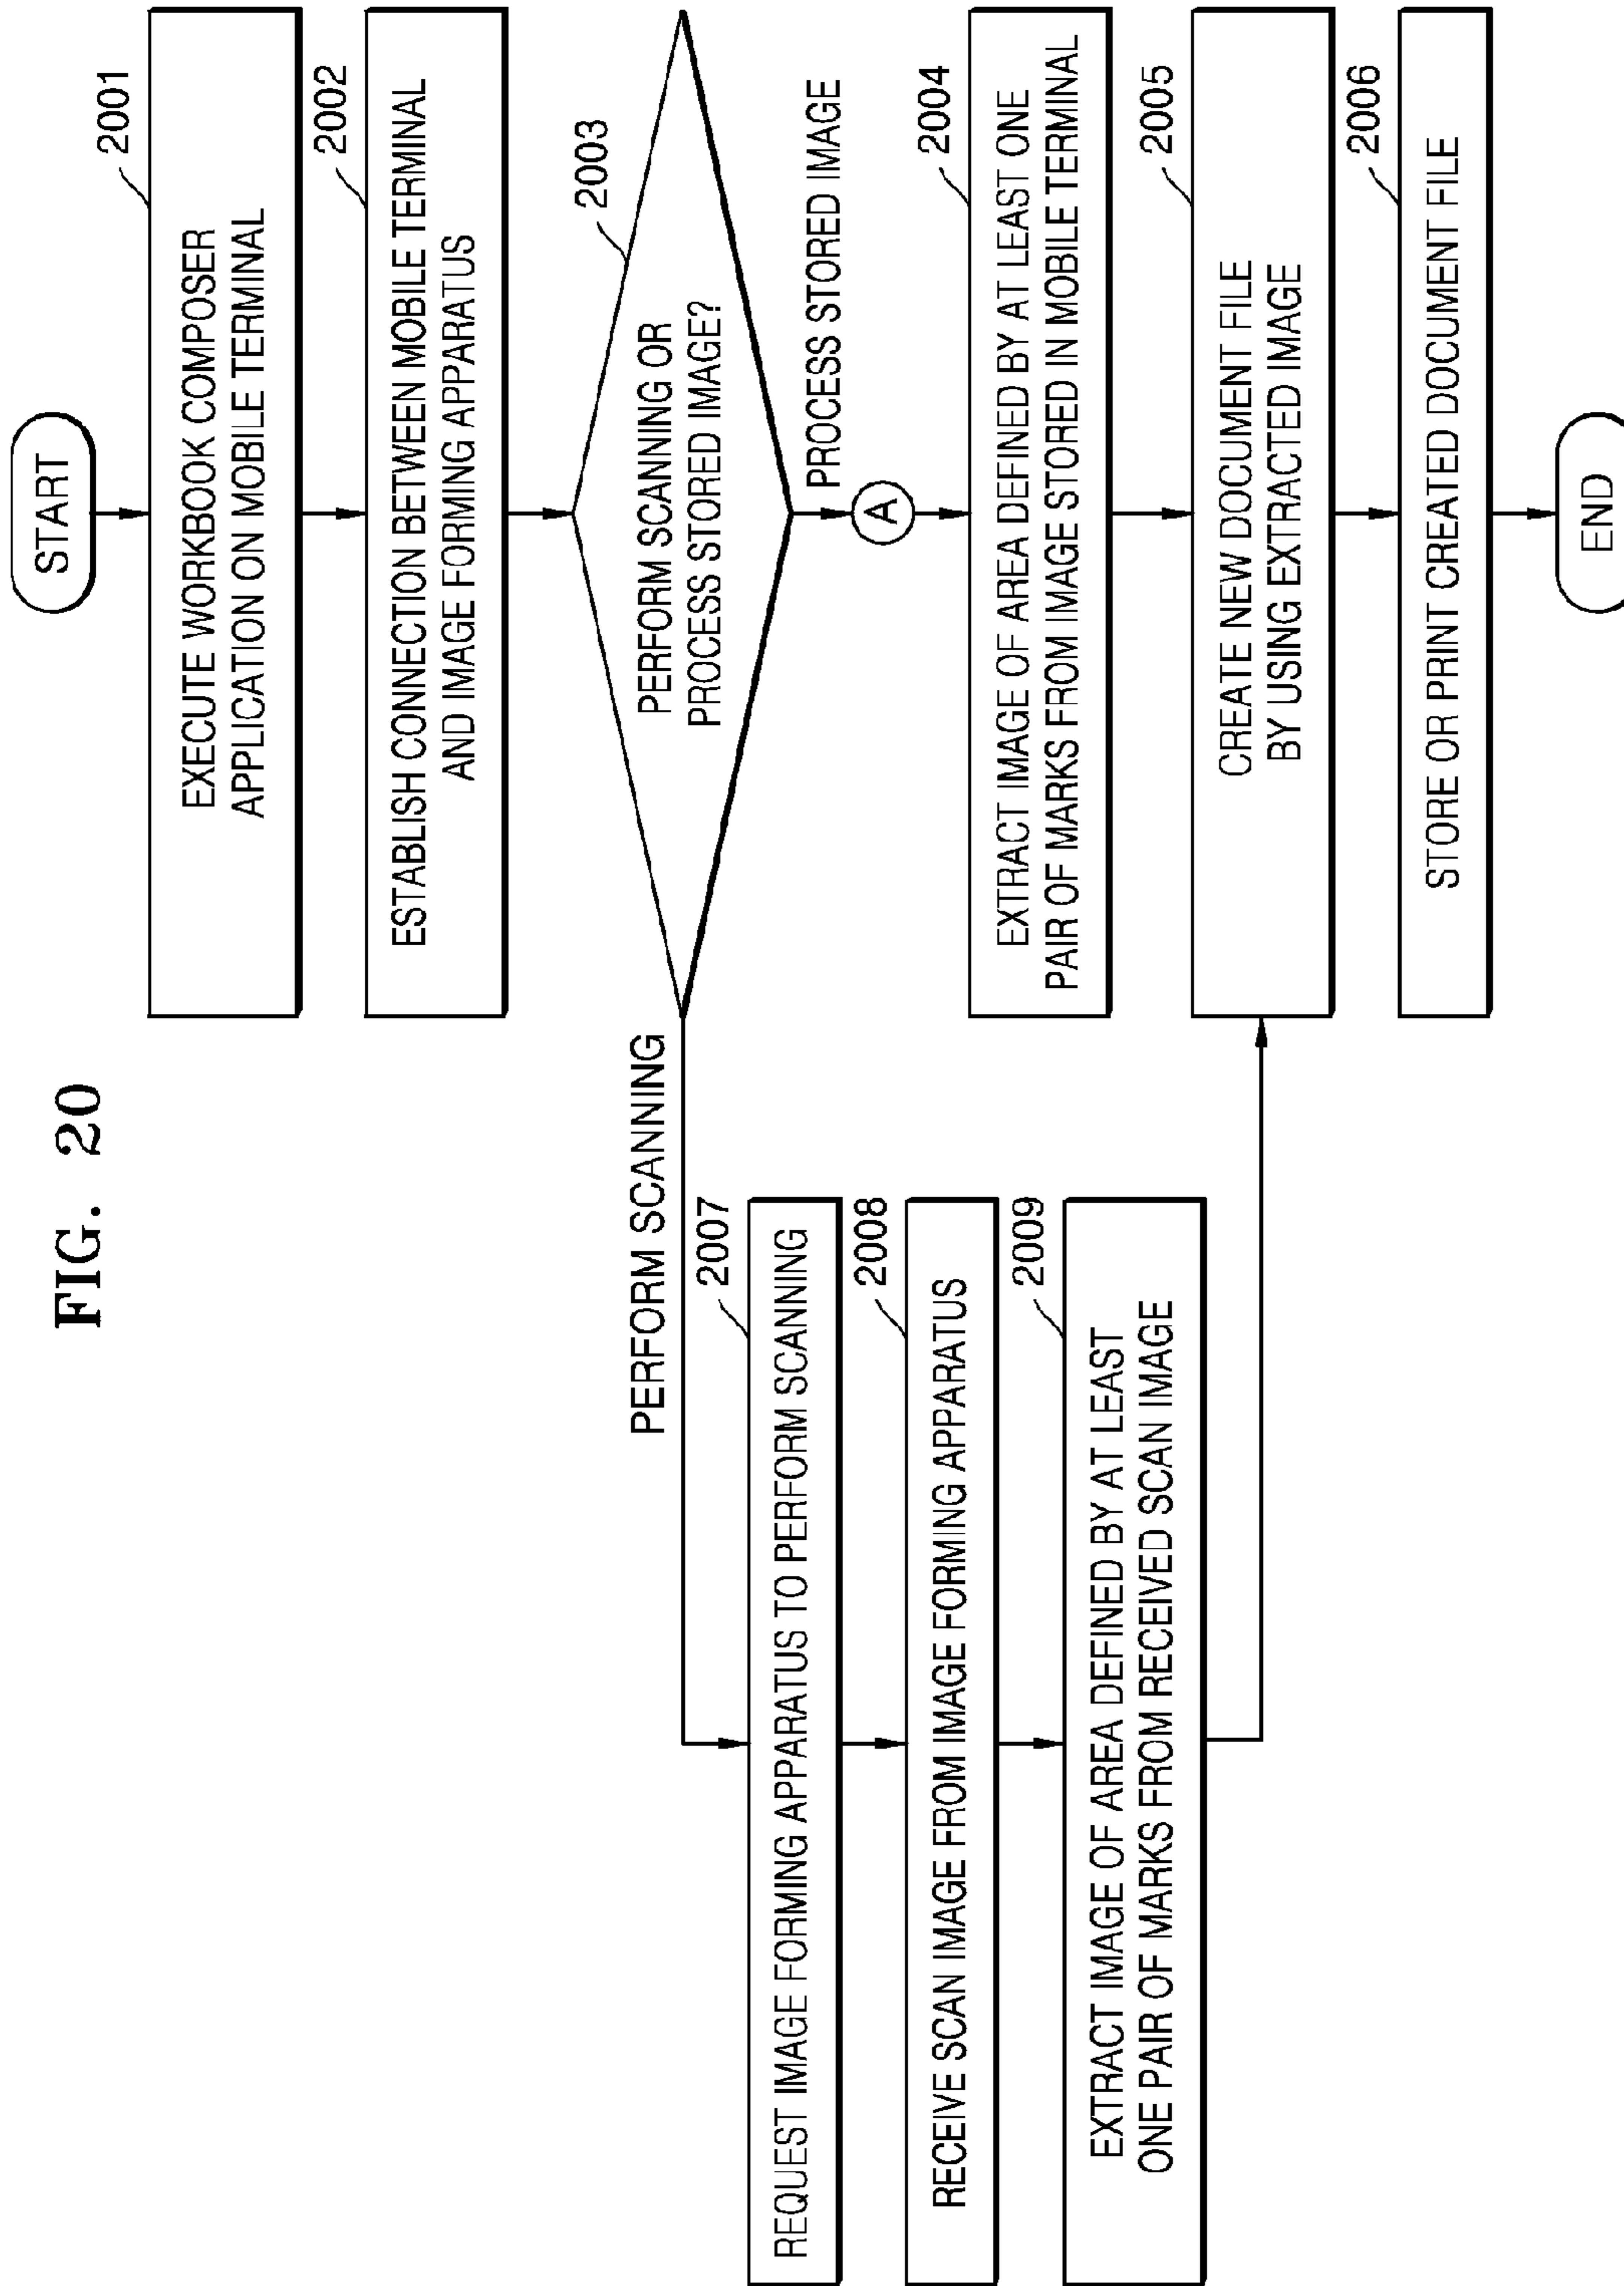 FIG. 20
START
2001
EXECUTE WORKBOOK COMPOSER
APPLICATION ON MOBILE TERMINAL
2002
ESTABLISH CONNECTION BETWEEN MOBILE TERMINAL
AND IMAGE FORMING APPARATUS
2003
PERFORM SCANNING OR
PROCESS STORED IMAGE?
PERFORM SCANNING
PROCESS STORED IMAGE
A
2004
EXTRACT IMAGE OF AREA DEFINED BY AT LEAST ONE
PAIR OF MARKS FROM IMAGE STORED IN MOBILE TERMINAL
2005
CREATE NEW DOCUMENT FILE
BY USING EXTRACTED IMAGE
2006
STORE OR PRINT CREATED DOCUMENT FILE
END
2007
REQUEST IMAGE FORMING APPARATUS TO PERFORM SCANNING
2008
RECEIVE SCAN IMAGE FROM IMAGE FORMING APPARATUS
2009
EXTRACT IMAGE OF AREA DEFINED BY AT LEAST
ONE PAIR OF MARKS FROM RECEIVED SCAN IMAGE